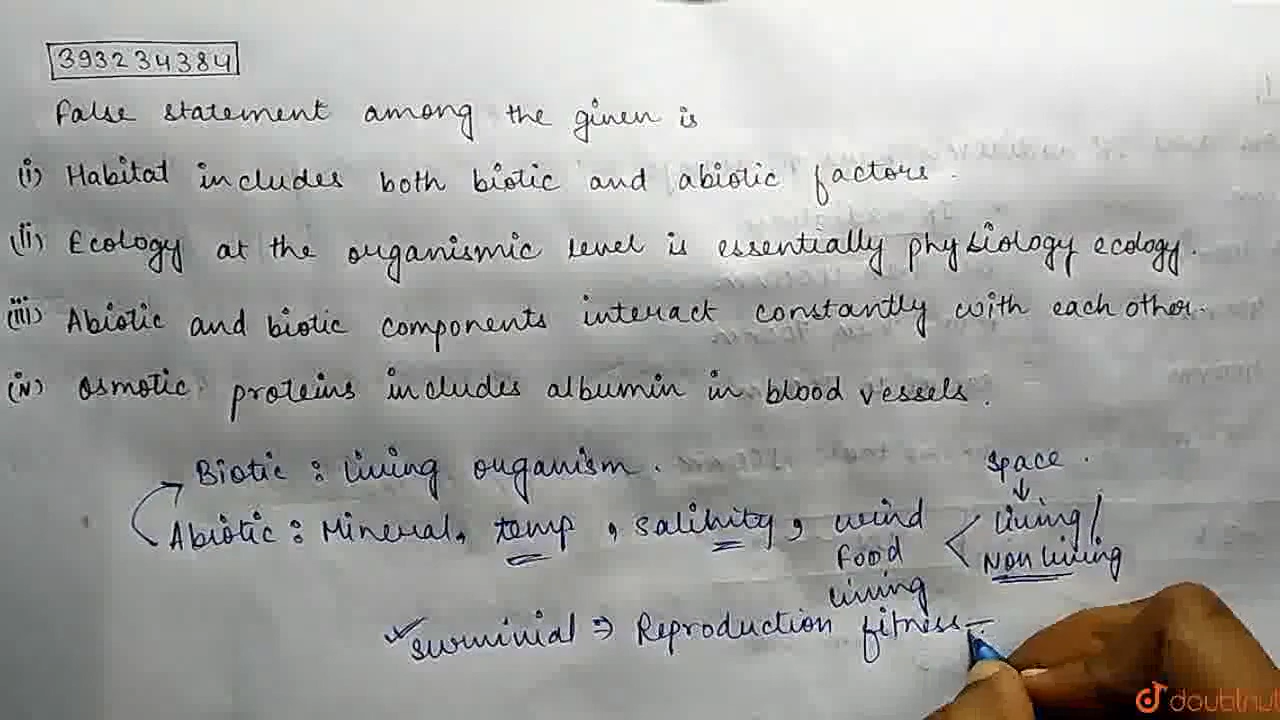 393234384
False statement among the given is
(i) Habitat includes both biotic and abiotic factors.
(ii) Ecology at the organismic level is essentially physiology ecology.
(iii) Abiotic and biotic components interact constantly with each other.
(iv) Osmotic proteins includes albumin in blood vessels.
Biotic : living organism.
Space.
↓
Abiotic : Mineral, temp, salinity, wind < living/
Food Non living
living
✓ Survivial ⇒ Reproduction fitness
doubtnut